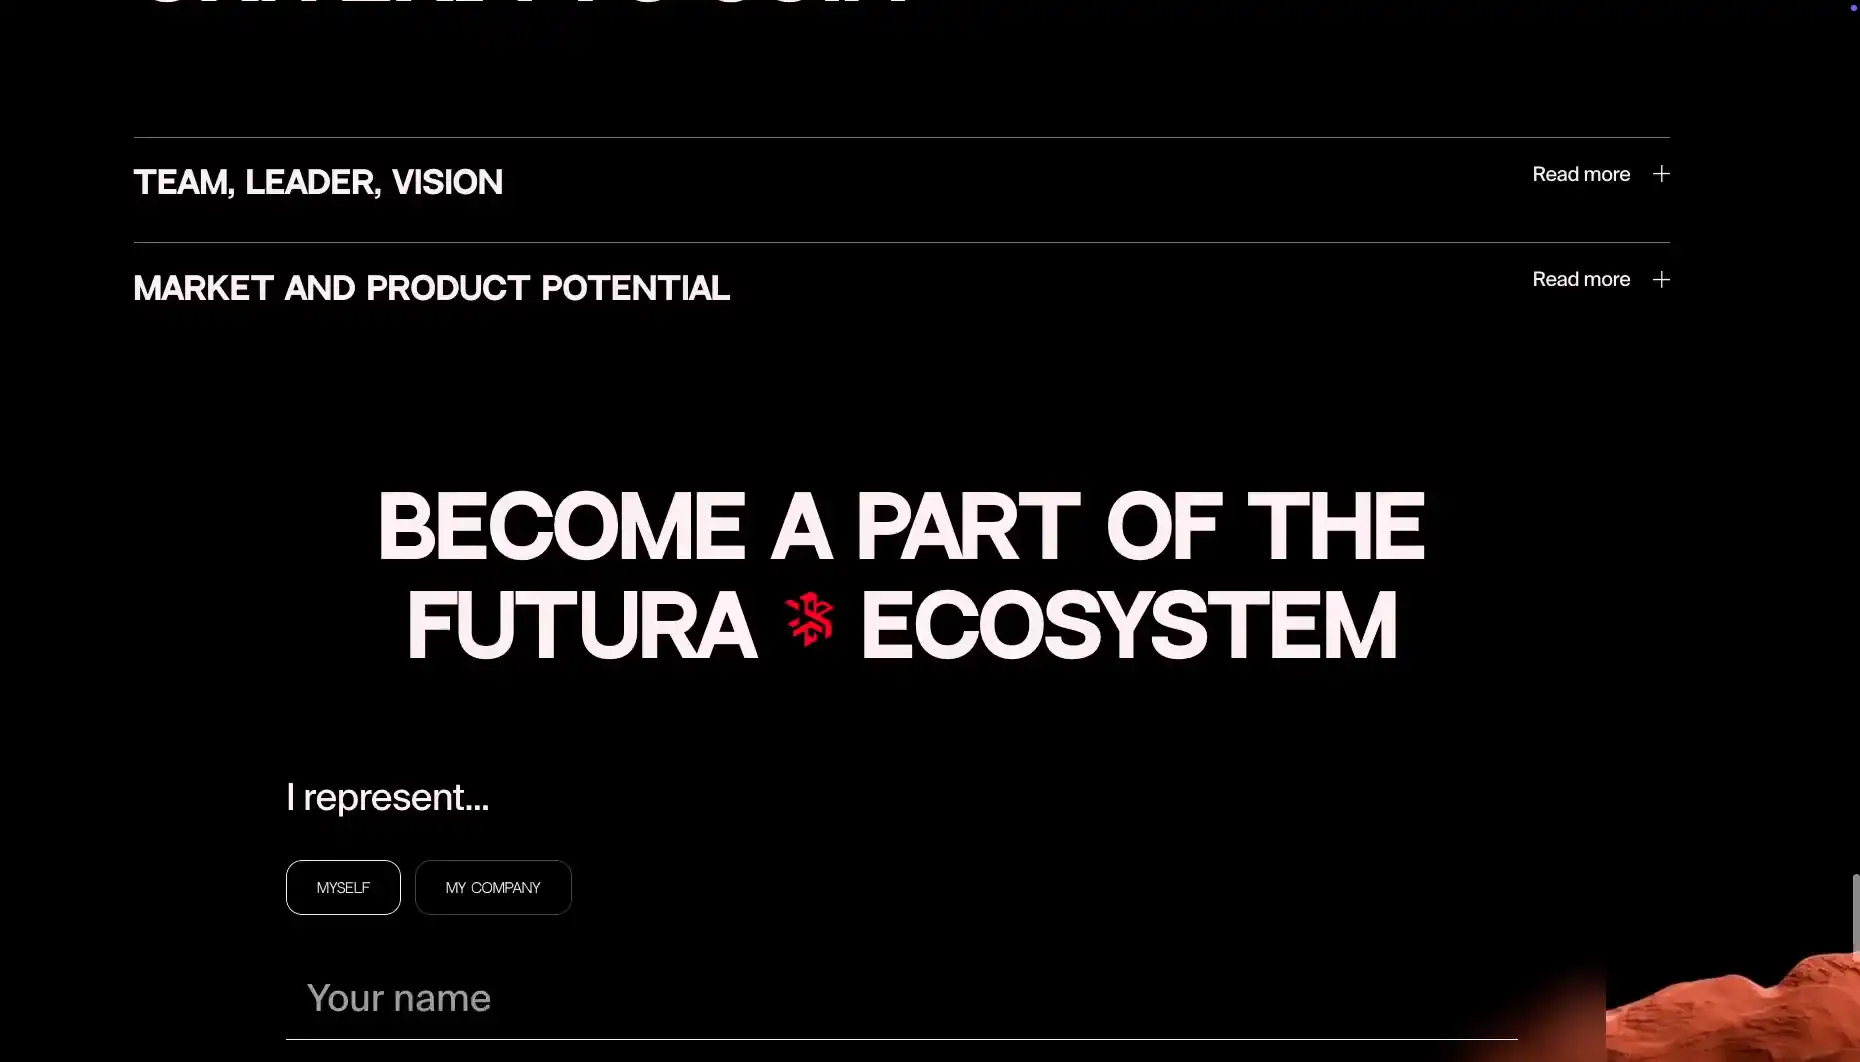 TEAM, LEADER, VISION
Read more
MARKET AND PRODUCT POTENTIAL
Read more
BECOME A PART OF THE
FUTURA ECOSYSTEM
I represent...
MYSELF
MY COMPANY
Your name